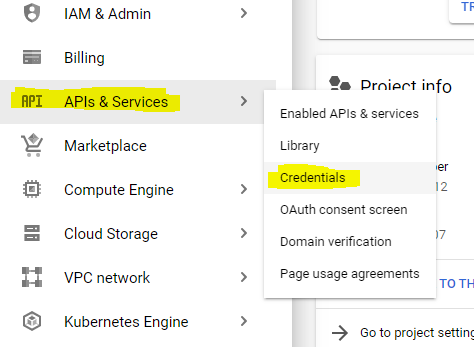 IAM & Admin
Billing
API APIs & Services
Marketplace
Compute Engine
Cloud Storage
VPC network
Kubernetes Engine
Enabled APIs & services
Library
Credentials
OAuth consent screen
Domain verification
Page usage agreements
TR
Project info
ber
12
07
TO TH
Go to project setting